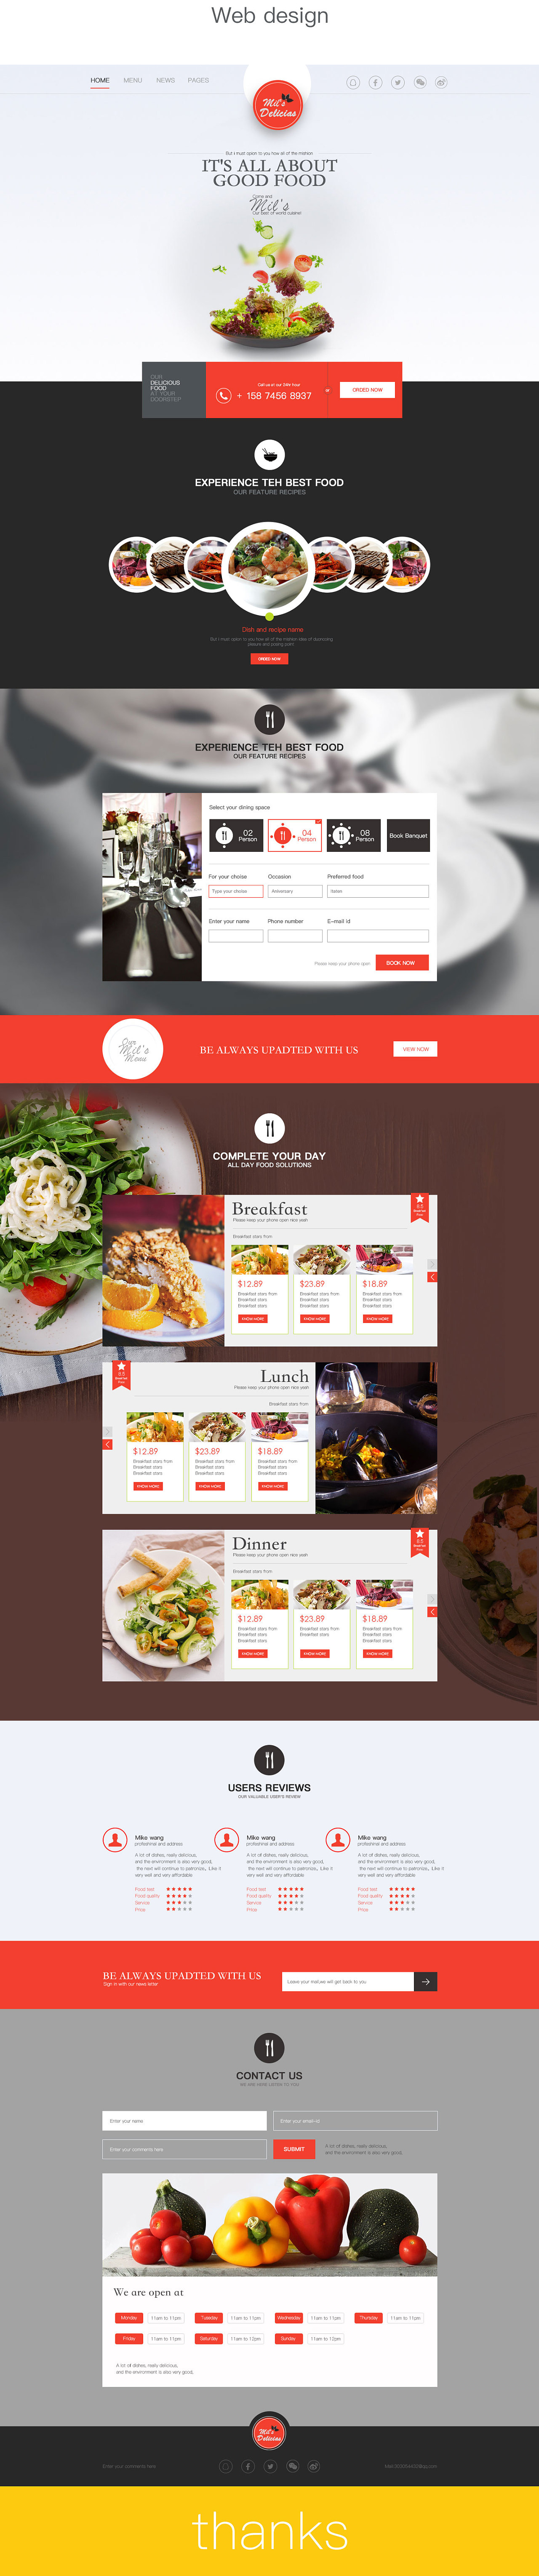 Web design
HOME MENU NEWS PAGES
Mil's
Delicias
But I must option to you how all of the mistion
IT'S ALL ABOUT
GOOD FOOD
Come and
Mil's
Our best of world cuisine!
OUR
DELICIOUS
FOOD
AT YOUR
DOORSTEP
Call us at our 24hr hour
+ 158 7456 8937
or
ORDED NOW
EXPERIENCE TEH BEST FOOD
OUR FEATURE RECIPES
Dish and recipe name
But I must option to you how all of the mistion idea of
pleasure and praising point
ORDED NOW
EXPERIENCE TEH BEST FOOD
OUR FEATURE RECIPES
Select your dining space
02
Person
04
Person
08
Person
Book Banquet
For your choise Occasion Preferred food
Type your choise Aniversary Italian
Enter your name Phone number E-mail id
Please keep your phone open
BOOK NOW
Our
Mil's
Menu
BE ALWAYS UPADTED WITH US
VIEW NOW
COMPLETE YOUR DAY
ALL DAY FOOD SOLUTIONS
Breakfast
Please keep your phone open nice yeah
Breakfast stars from
$12.89 $23.89 $18.89
Breakfast stars from Breakfast stars from Breakfast stars from
Breakfast stars Breakfast stars Breakfast stars
Breakfast stars Breakfast stars Breakfast stars
KNOW MORE KNOW MORE KNOW MORE
Lunch
Please keep your phone open nice yeah
Breakfast stars from
$12.89 $23.89 $18.89
Breakfast stars from Breakfast stars from Breakfast stars from
Breakfast stars Breakfast stars Breakfast stars
Breakfast stars Breakfast stars Breakfast stars
KNOW MORE KNOW MORE KNOW MORE
Dinner
Please keep your phone open nice yeah
Breakfast stars from
$12.89 $23.89 $18.89
Breakfast stars from Breakfast stars from Breakfast stars from
Breakfast stars Breakfast stars Breakfast stars
Breakfast stars Breakfast stars Breakfast stars
KNOW MORE KNOW MORE KNOW MORE
USERS REVIEWS
OUR VALUABLE USER'S REVIEW
Mike wang
proffesitinal and address
A lot of dishes, really delicious,
and the environment is also very good,
the next will continue to patronize, Like it
very well and very affordable
Food test
Food quality
Service
Price
Mike wang
proffesitinal and address
A lot of dishes, really delicious,
and the environment is also very good,
the next will continue to patronize, Like it
very well and very affordable
Food test
Food quality
Service
Price
Mike wang
proffesitinal and address
A lot of dishes, really delicious,
and the environment is also very good,
the next will continue to patronize, Like it
very well and very affordable
Food test
Food quality
Service
Price
BE ALWAYS UPADTED WITH US
Sign in with our news letter
Leave your will get back to you
CONTACT US
WE ARE HERE LISTEN TO YOU
Enter your name Enter your email id
Enter your comments here
SUBMIT
A lot of dishes, really delicious,
and the environment is also very good,
We are open at
Monday 11am to 11pm Tuesday 11am to 11pm Wednesday 11am to 11pm Thursday 11am to 11pm
Friday 11am to 11pm Saturday 11am to 12pm Sunday 11am to 12pm
A lot of dishes, really delicious,
and the environment is also very good,
Mil's
Delicias
Enter your comments here
thanks